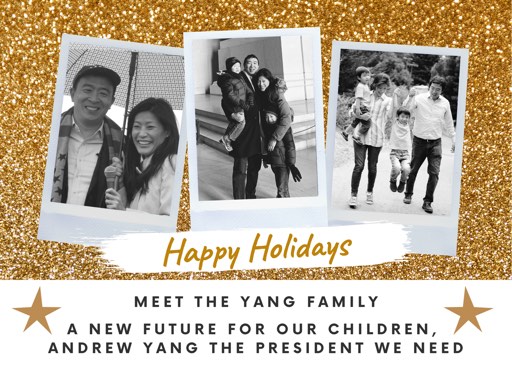 Happy Holidays
MEET THE YANG FAMILY
A NEW FUTURE FOR OUR CHILDREN,
ANDREW YANG THE PRESIDENT WE NEED